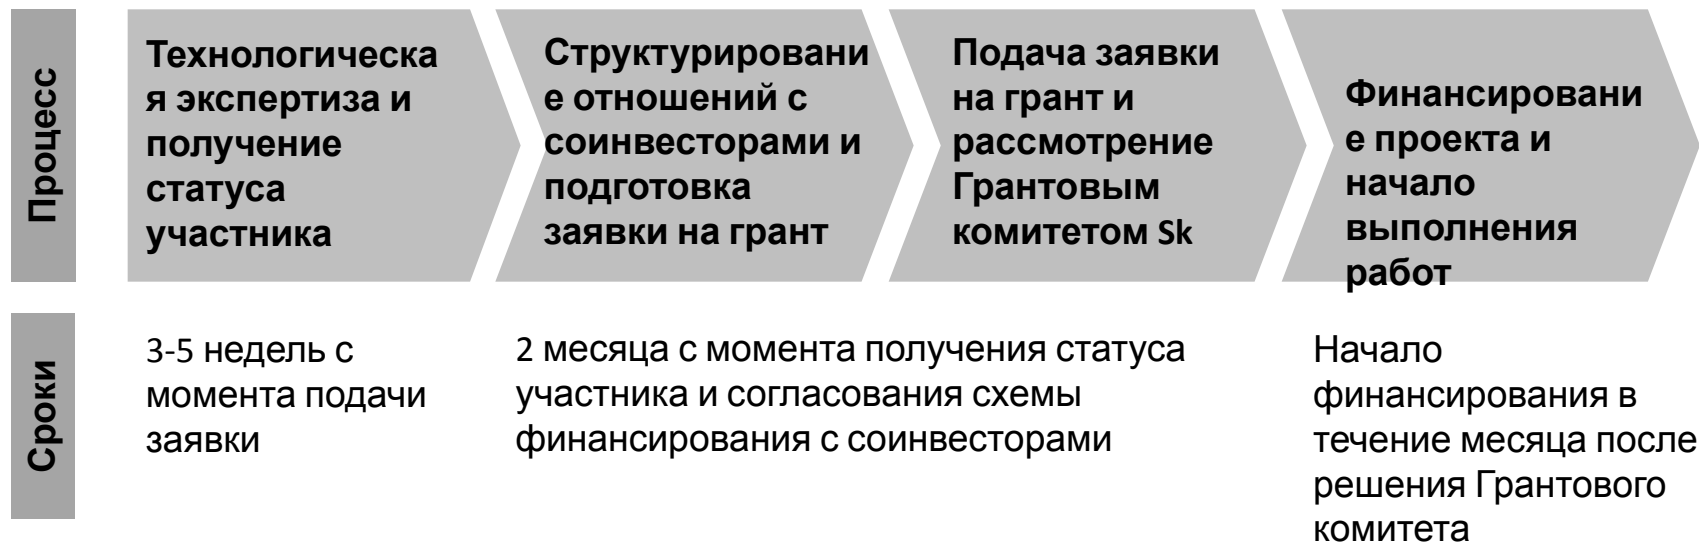 Процесс
Технологическа
я экспертиза и
получение
статуса
участника
Структурировани
е отношений с
соинвесторами и
подготовка
заявки на грант
Подача заявки
на грант и
рассмотрение
Грантовым
комитетом Sk
Финансировани
е проекта и
начало
выполнения
работ
Сроки
3-5 недель с
момента подачи
заявки
2 месяца с момента получения статуса
участника и согласования схемы
финансирования с соинвесторами
Начало
финансирования в
течение месяца после
решения Грантового
комитета